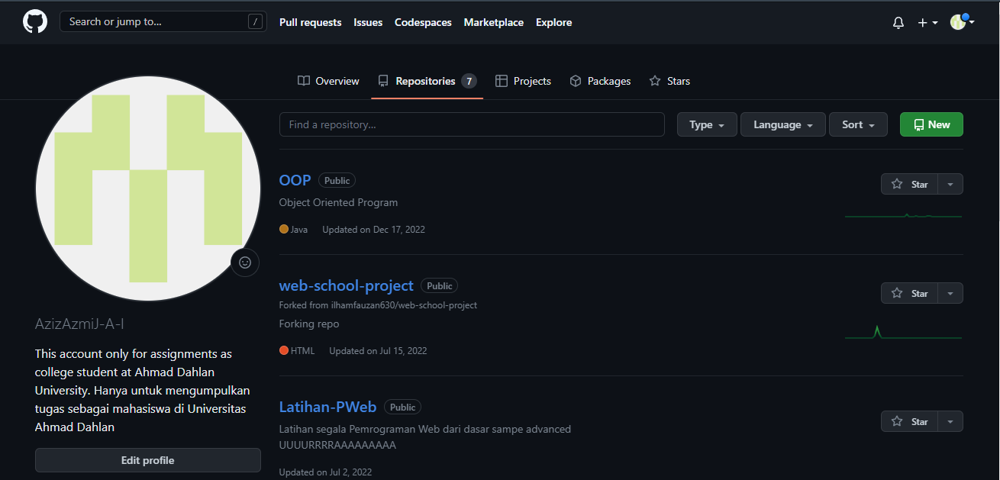 Search or jump to... /
Pull requests Issues Codespaces Marketplace Explore
Overview Repositories 7 Projects Packages Stars
Find a repository...
Type Language Sort New
OOP Public
Object Oriented Program
Java Updated on Dec 17, 2022
Star
web-school-project Public
Forked from ilhamfauzan630/web-school-project
Forking repo
HTML Updated on Jul 15, 2022
Star
Latihan-PWeb Public
Latihan segala Pemrograman Web dari dasar sampe advanced
UUUURRRRAAAAAAAAA
Updated on Jul 2, 2022
Star
AzizAzmiJ-A-I
This account only for assignments as
college student at Ahmad Dahlan
University. Hanya untuk mengumpulkan
tugas sebagai mahasiswa di Universitas
Ahmad Dahlan
Edit profile